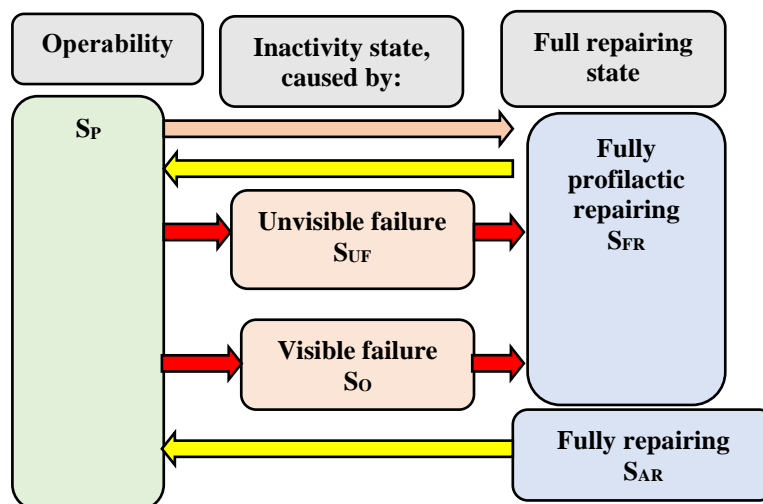 Operability
Inactivity state,
caused by:
Full repairing
state
SP
Fully
profilactic
repairing
SFR
Unvisible failure
SUF
Visible failure
SO
Fully repairing
SAR